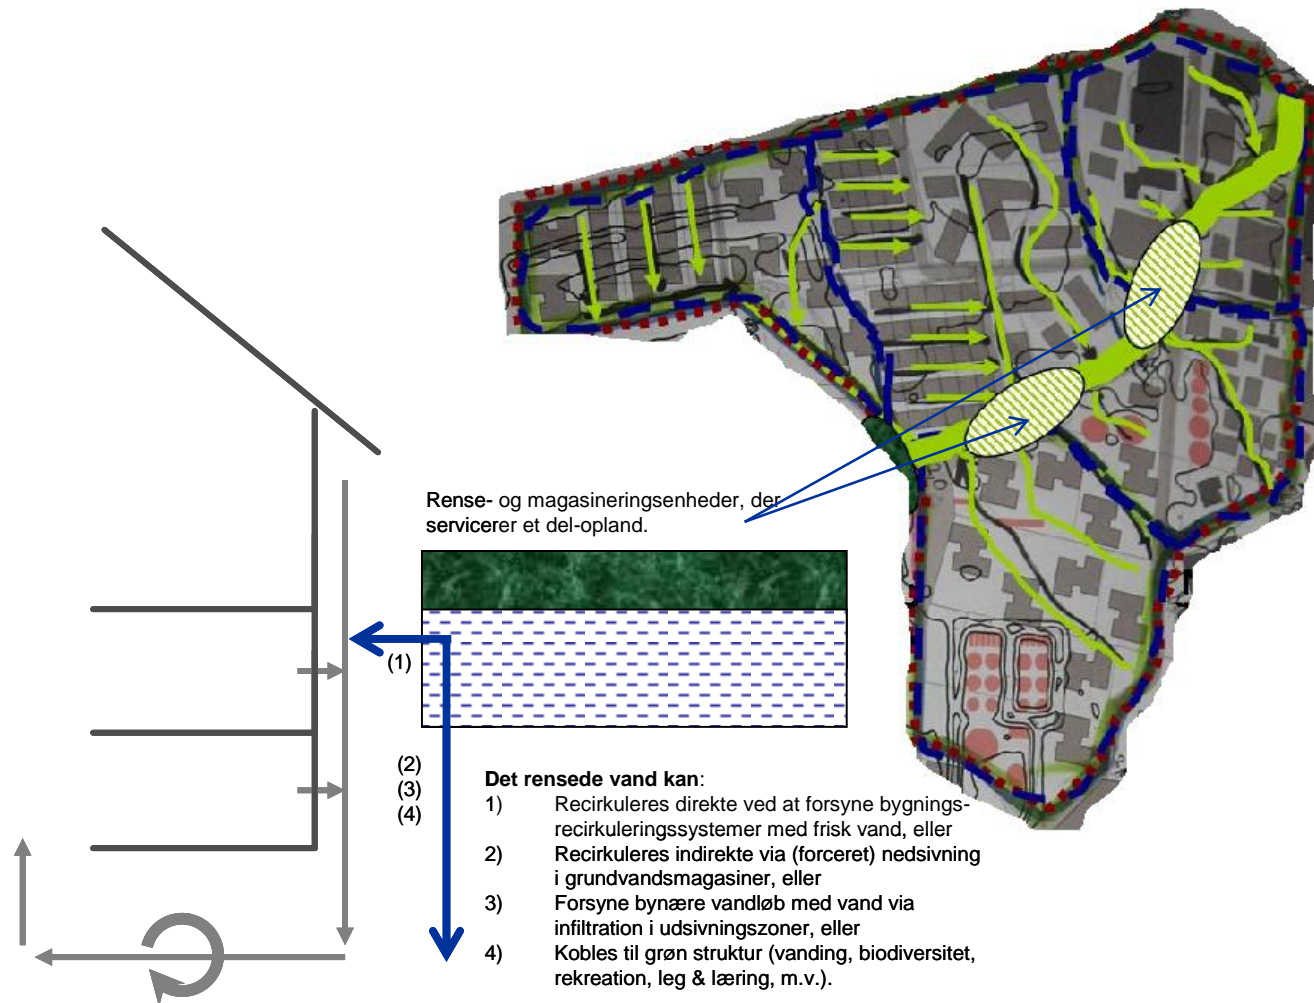 Rense- og magasineringsenheder, der
servicerer et del-opland.
(1)
(2)
(3)
(4)
Det rensede vand kan:
1) Recirkuleres direkte ved at forsyne bygnings-
recirkuleringssystemer med frisk vand, eller
2) Recirkuleres indirekte via (forceret) nedsivning
i grundvandsmagasiner, eller
3) Forsyne bynære vandløb med vand via
infiltration i udsivningszoner, eller
4) Kobles til grøn struktur (vanding, biodiversitet,
rekreation, leg & læring, m.v.).